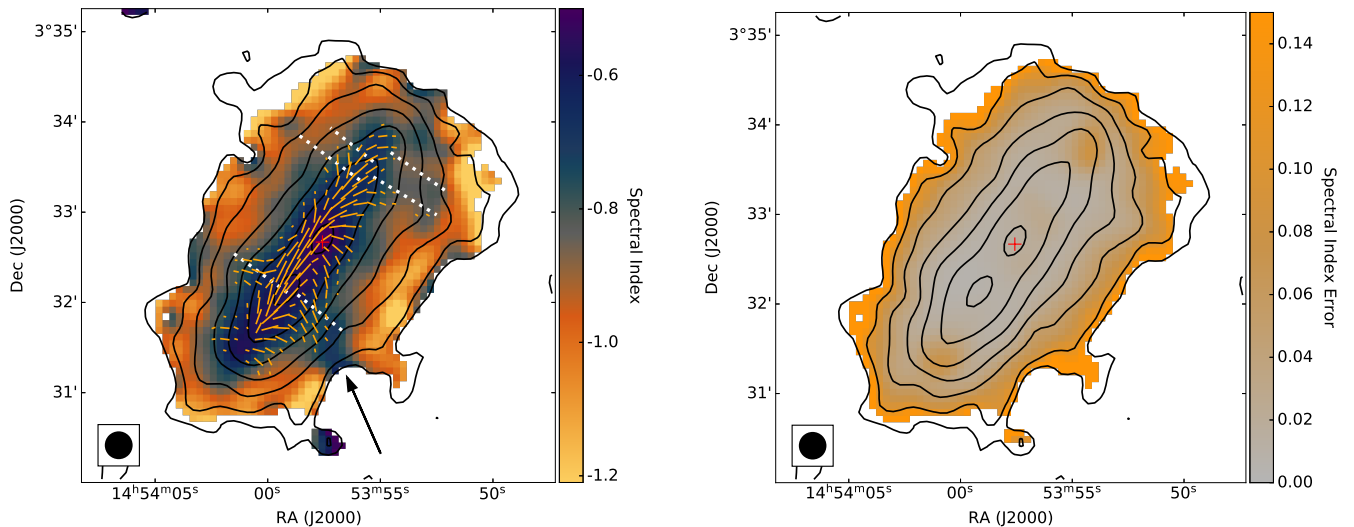 3°35'
34'
33'
32'
31'
Dec (J2000)
14ʰ54ᵐ05ˢ
00ˢ
53ᵐ55ˢ
50ˢ
RA (J2000)
-0.6
-0.8
-1.0
-1.2
Spectral Index
3°35'
34'
33'
32'
31'
Dec (J2000)
14ʰ54ᵐ05ˢ
00ˢ
53ᵐ55ˢ
50ˢ
RA (J2000)
0.14
0.12
0.10
0.08
0.06
0.04
0.02
0.00
Spectral Index Error